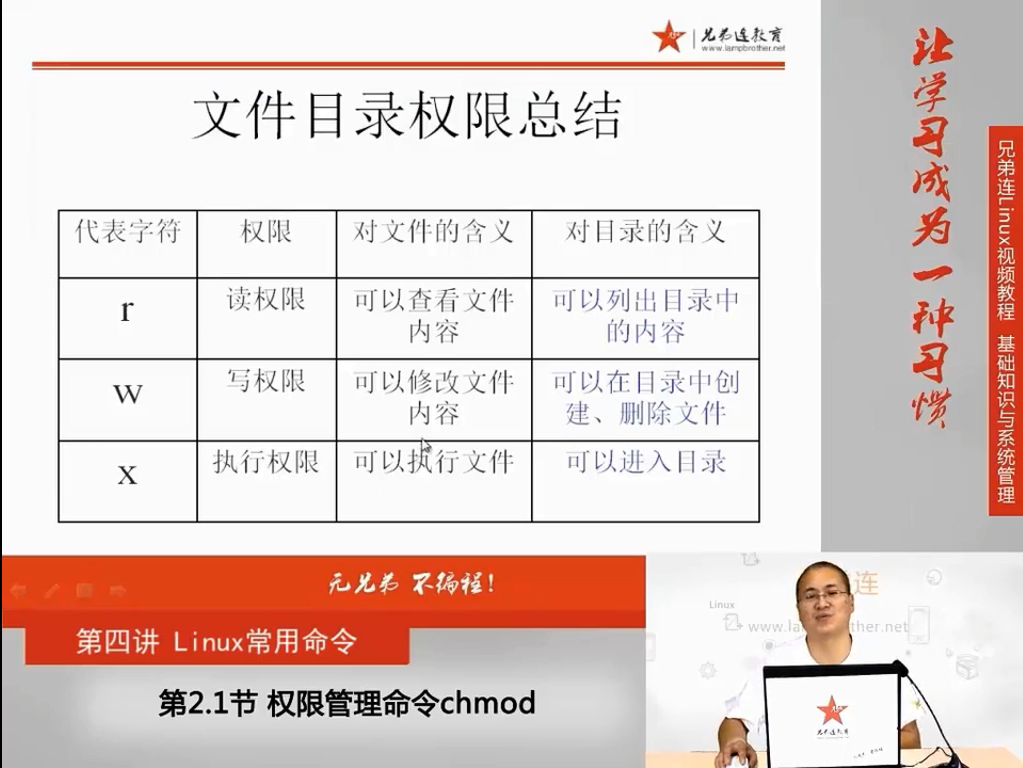 兄弟连教育
www.lampbrother.net
文件目录权限总结
代表字符 权限 对文件的含义 对目录的含义
r 读权限 可以查看文件内容 可以列出目录中的内容
w 写权限 可以修改文件内容 可以在目录中创建、删除文件
x 执行权限 可以执行文件 可以进入目录
让学习成为一种习惯
兄弟连Linux视频教程 基础知识与系统管理
无兄弟 不编程!
第四讲 Linux常用命令
第2.1节 权限管理命令chmod
连
Linux
兄弟连教育